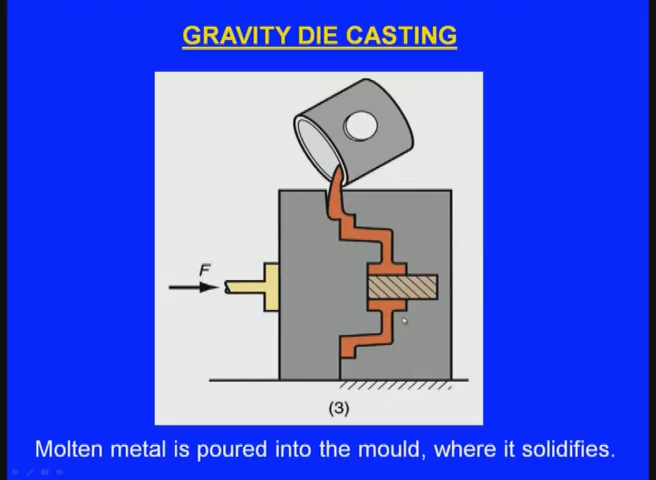 GRAVITY DIE CASTING
F
(3)
Molten metal is poured into the mould, where it solidifies.